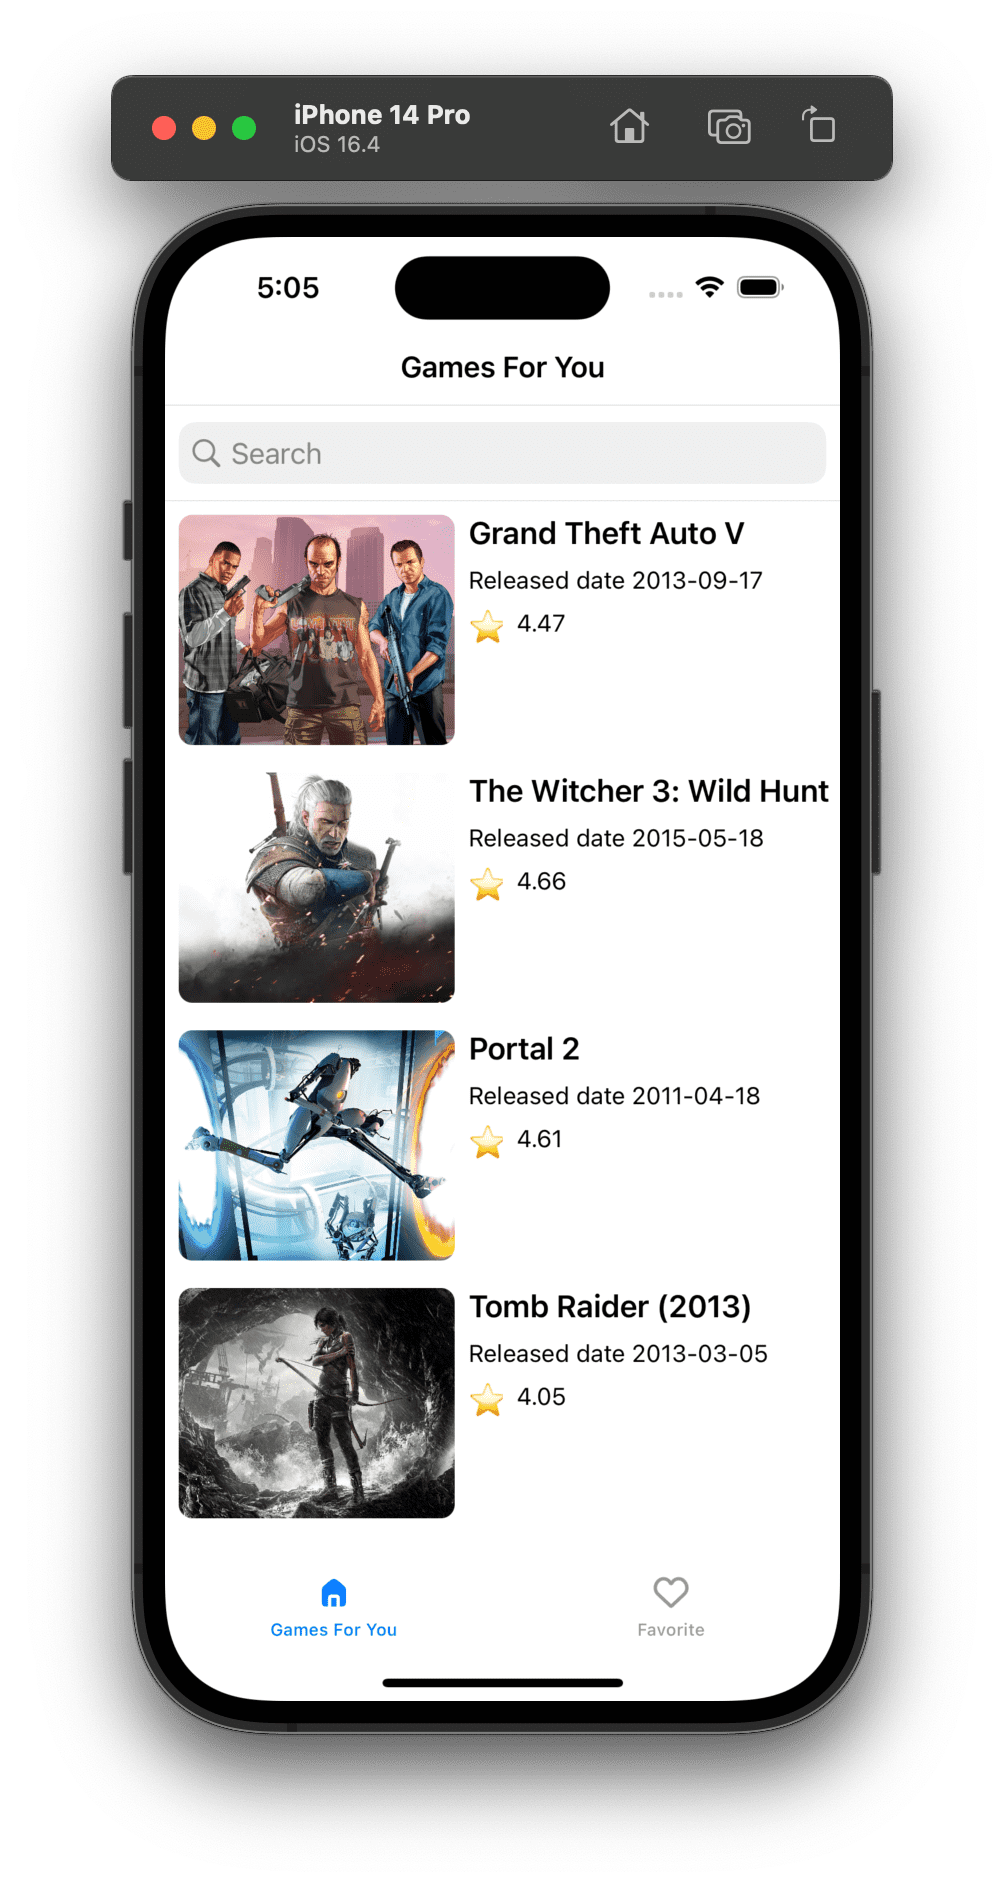 iPhone 14 Pro
iOS 16.4
5:05
Games For You
Search
Grand Theft Auto V
Released date 2013-09-17
4.47
The Witcher 3: Wild Hunt
Released date 2015-05-18
4.66
Portal 2
Released date 2011-04-18
4.61
Tomb Raider (2013)
Released date 2013-03-05
4.05
Games For You
Favorite